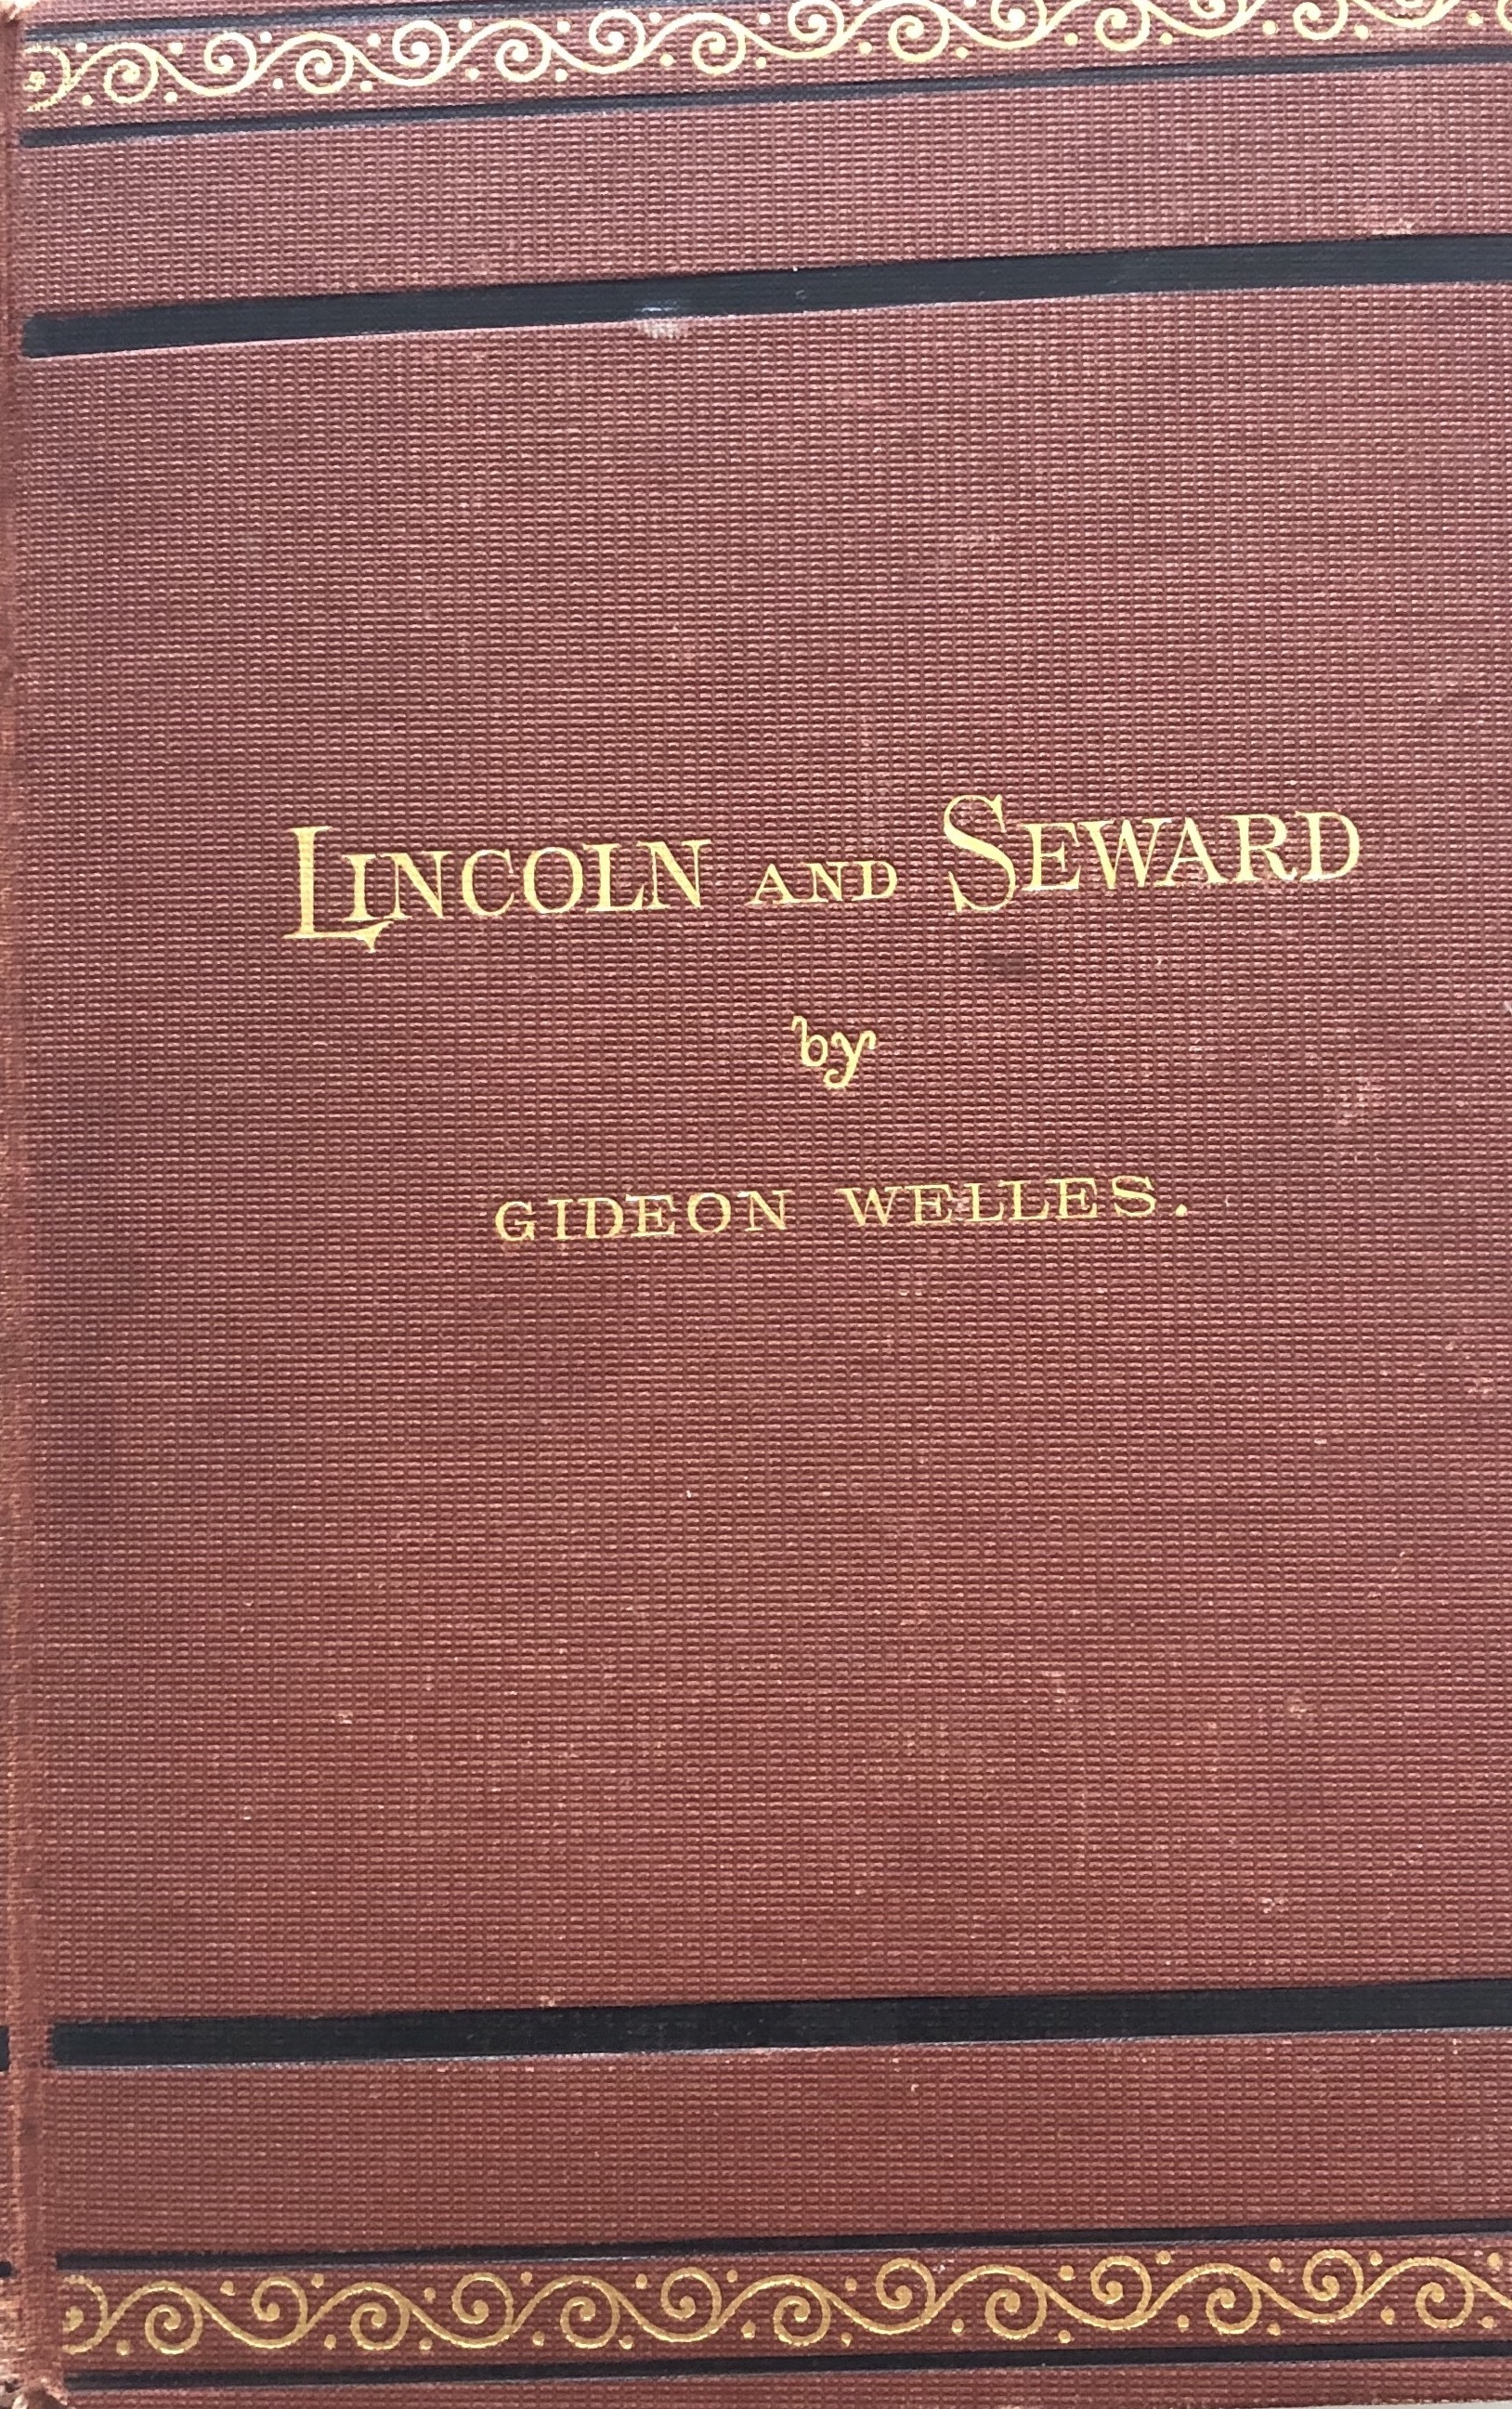 LINCOLN AND SEWARD
by
GIDEON WELLES.